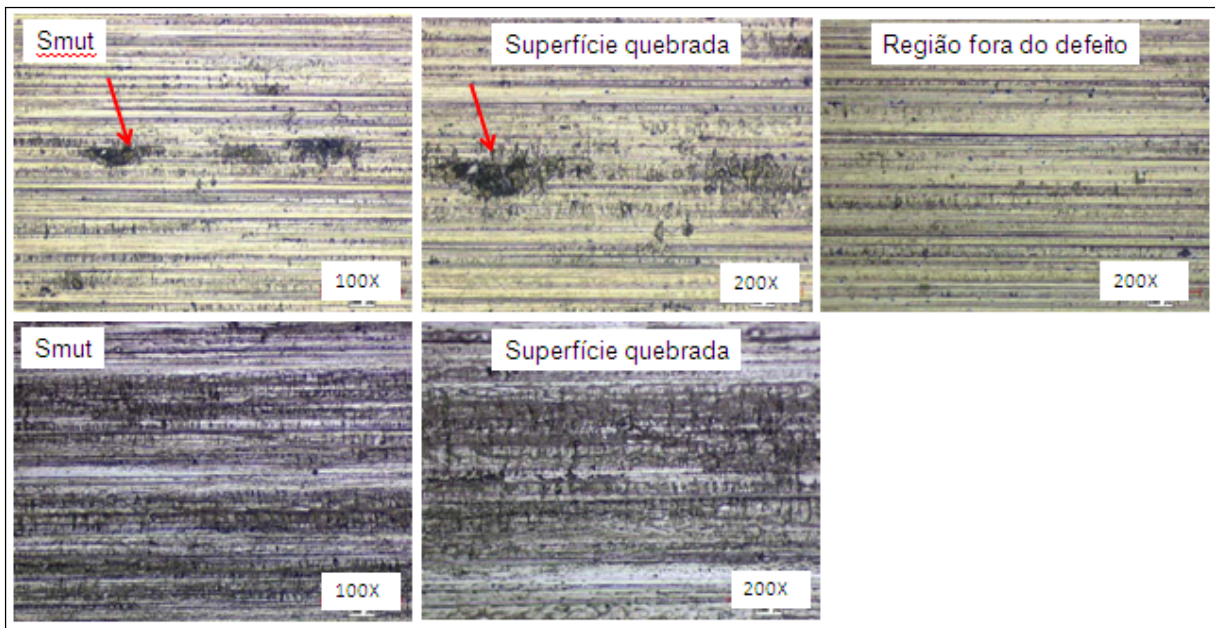 Smut
Superfície quebrada
Região fora do defeito
100X
200X
200X
Smut
Superfície quebrada
100X
200X